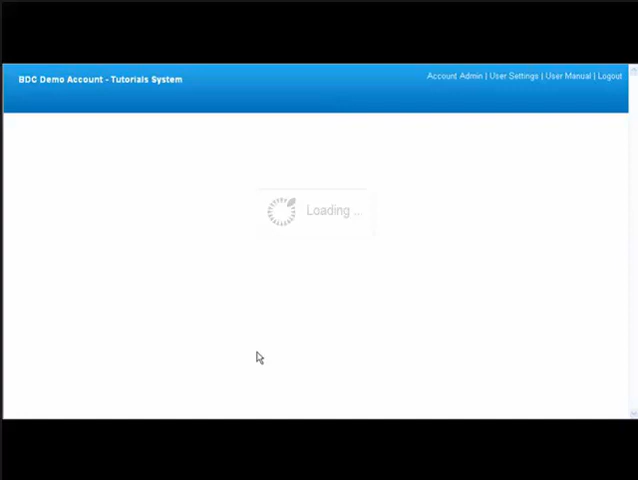 BDC Demo Account - Tutorials System
Account Admin | User Settings | User Manual | Logout
Loading ..